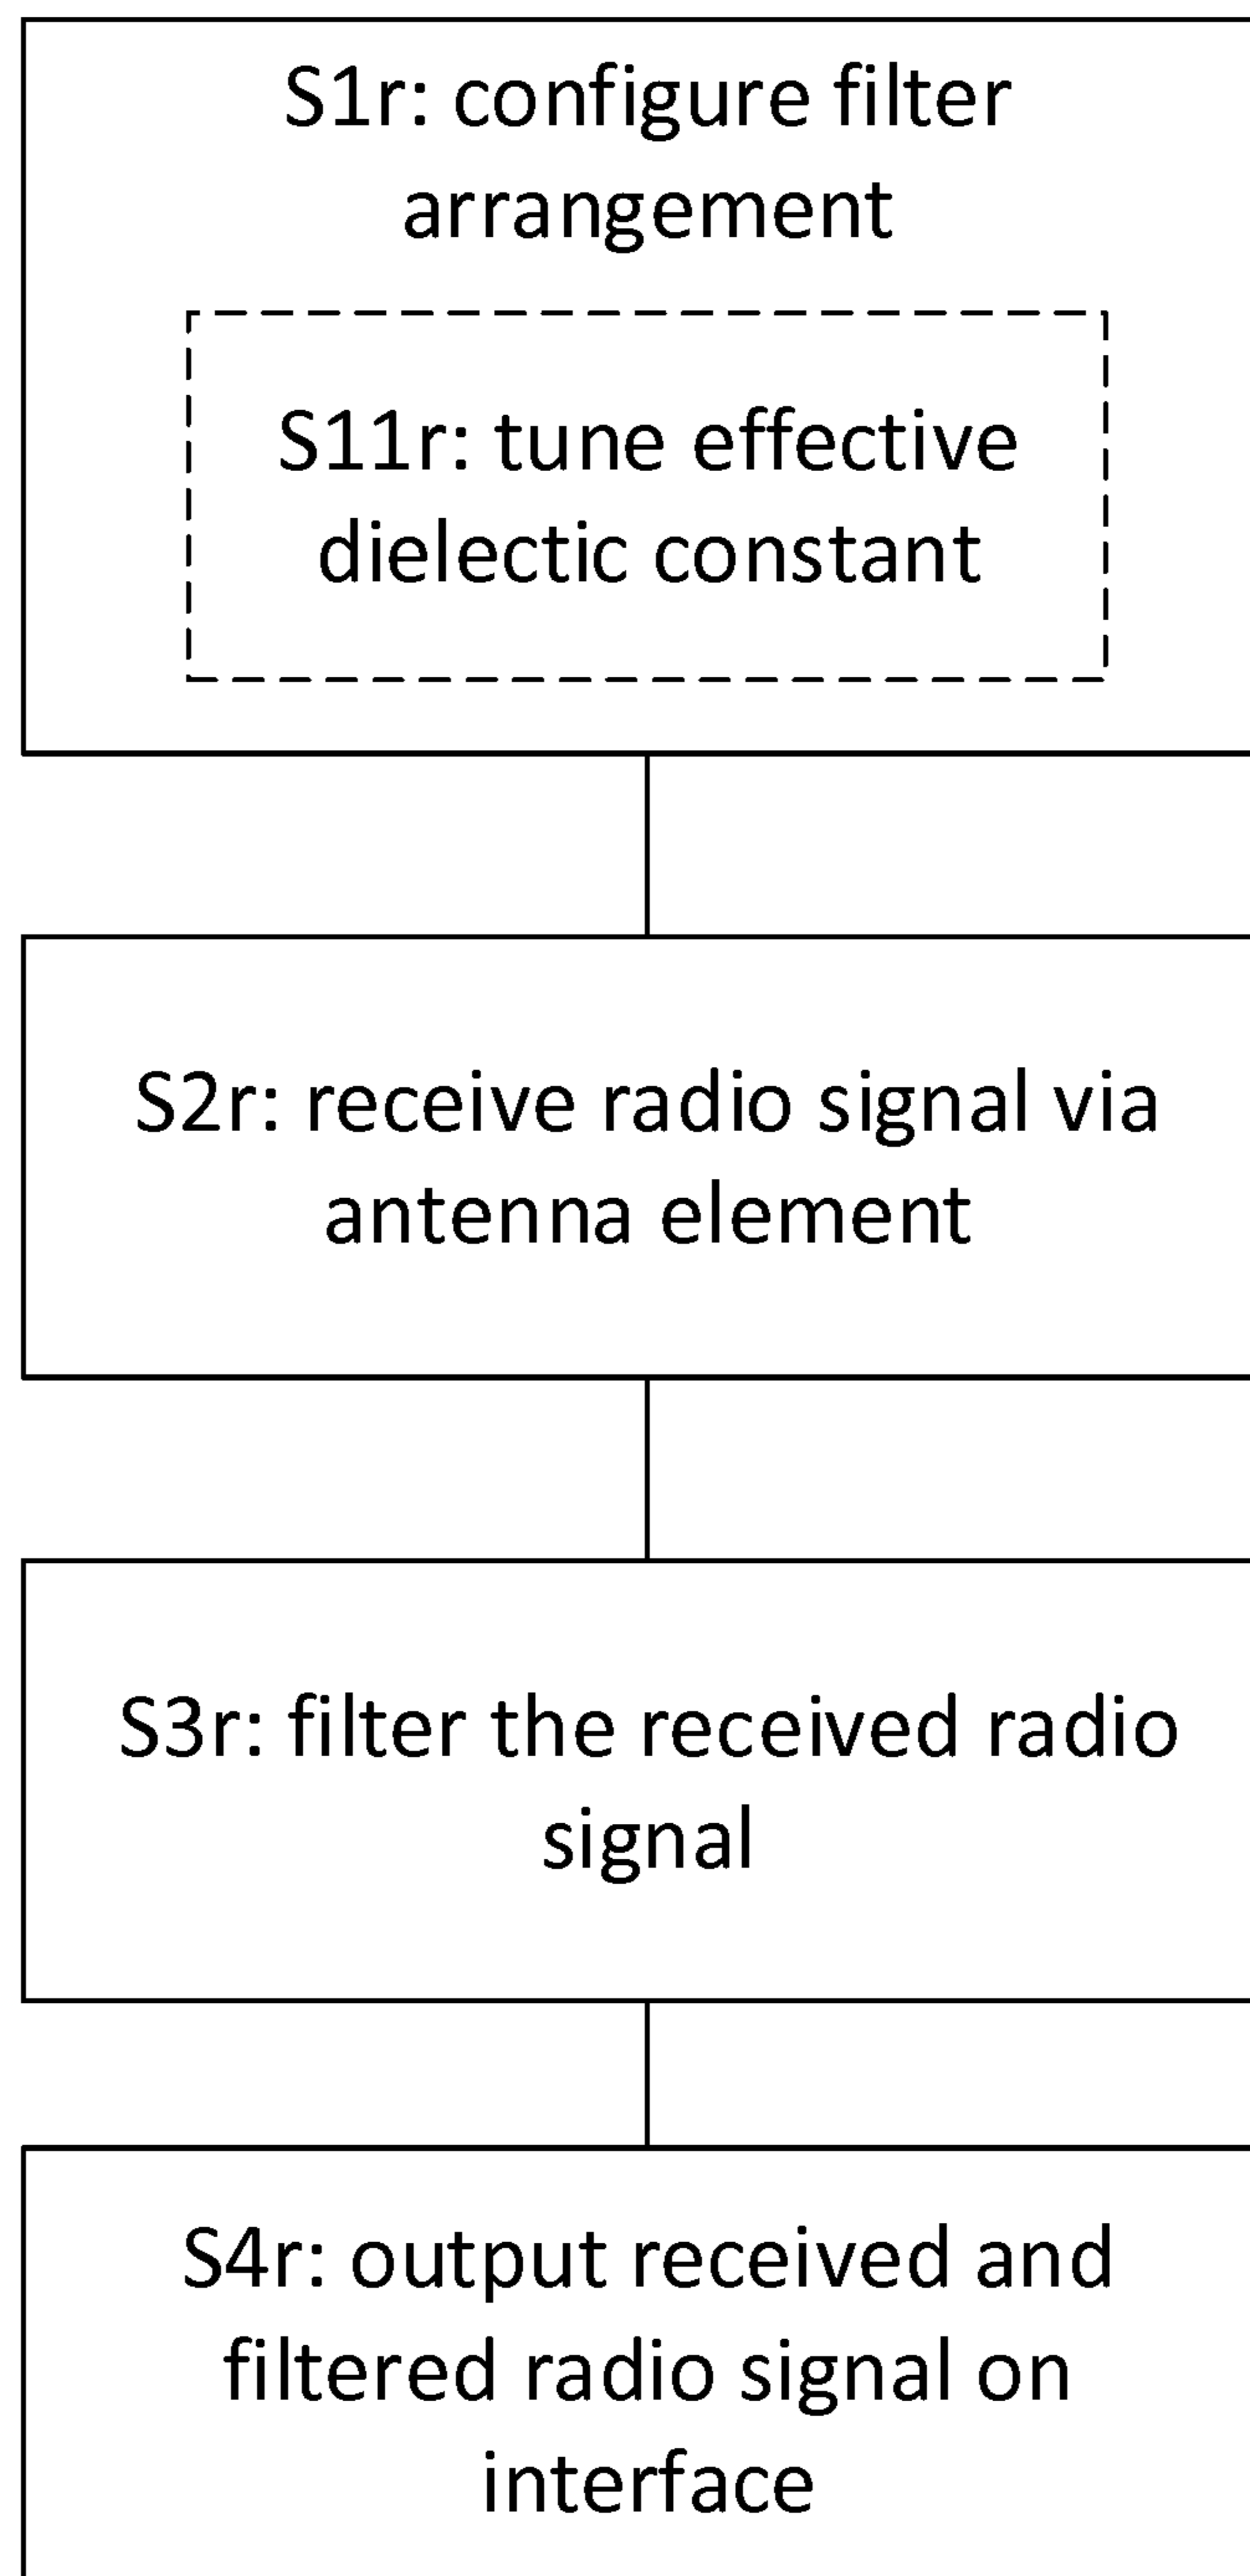 S1r: configure filter
arrangement
S11r: tune effective
dielectic constant
S2r: receive radio signal via
antenna element
S3r: filter the received radio
signal
S4r: output received and
filtered radio signal on
interface